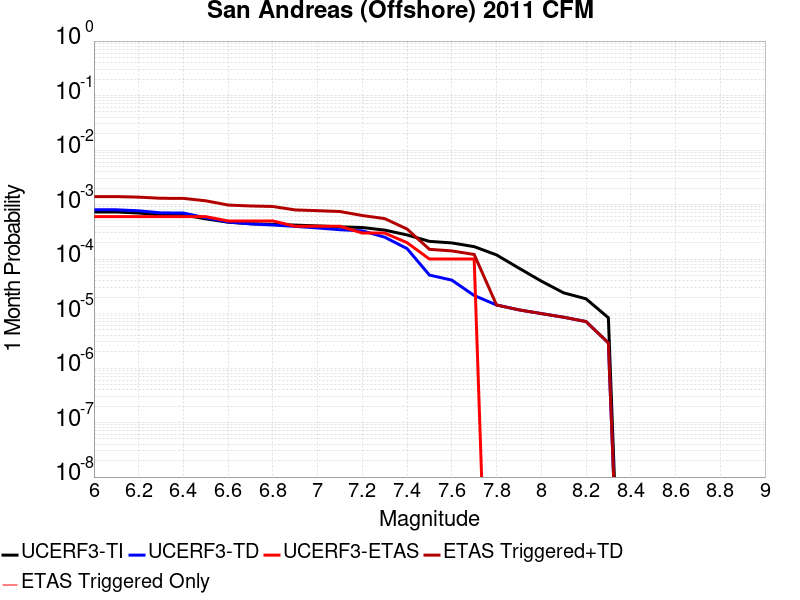 San Andreas (Offshore) 2011 CFM
10 0
10 -1
10 -2
10 -3
10 -4
10 -5
10 -6
10 -7
10 -8
1 Month Probability
6 6.2 6.4 6.6 6.8 7 7.2 7.4 7.6 7.8 8 8.2 8.4 8.6 8.8 9
Magnitude
UCERF3-TI UCERF3-TD UCERF3-ETAS ETAS Triggered+TD
ETAS Triggered Only